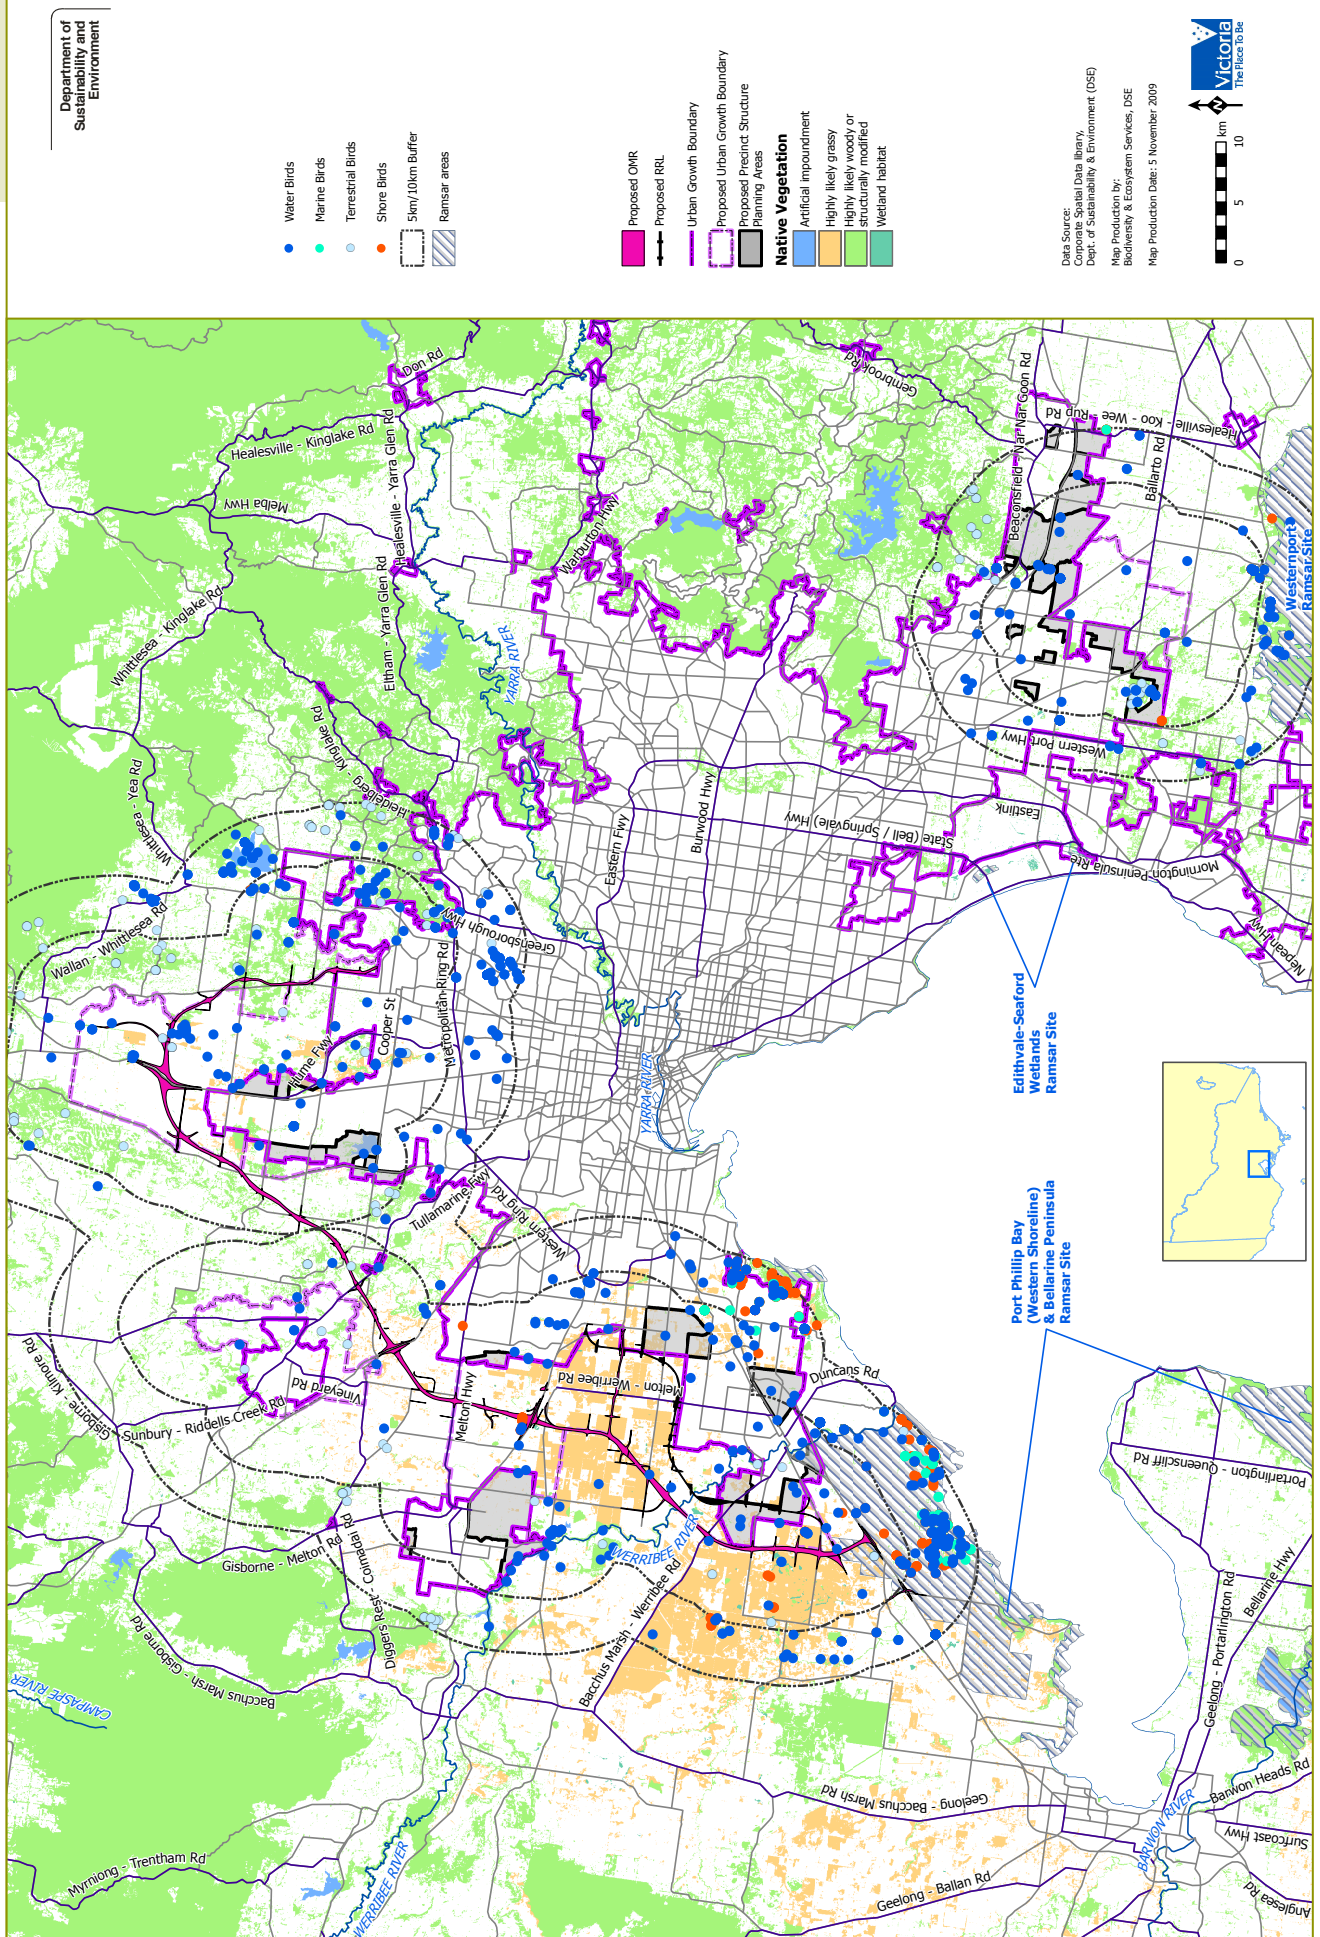 Department of
Sustainability and
Environment
Water Birds
Marine Birds
Terrestrial Birds
Shore Birds
5km/10km Buffer
Ramsar areas
Proposed OMR
Proposed RRL
Urban Growth Boundary
Proposed Urban Growth Boundary
Proposed Precinct Structure
Planning Areas
Native Vegetation
Artificial impoundment
Highly likely grassy
Highly likely woody or
structurally modified
Wetland habitat
Data Source:
Corporate Spatial Data library,
Dept. of Sustainability & Environment (DSE)
Map Production by:
Biodiversity & Ecosystem Services, DSE
Map Production Date: 5 November 2009
0
5
10
km
N
Victoria
The Place To Be
Don Rd
Healesville - Kinglake Rd
Melba Hwy
Healesville - Yarra Glen Rd
Eltham - Yarra Glen Rd
Whittlesea - Kinglake Rd
Warburton Hwy
Gembrook Rd
Beaconsfield - Nar Nar Goon Rd
Healesville - Koo - Wee - Rup Rd
Ballarto Rd
Westernport
Ramsar Site
YARRA RIVER
Heidelberg - Kinglake Rd
Whittlesea - Yea Rd
Wallan - Whittlesea Rd
Greensborough Hwy
Metropolitan Ring Rd
Cooper St
Hume Fwy
Eastern Fwy
Burwood Hwy
State (Bell / Springvale) Hwy
Eastlink
Western Port Hwy
Mornington Peninsula Rte
Nepean Hwy
Edithvale-Seaford
Wetlands
Ramsar Site
YARRA RIVER
Tullamarine Fwy
Western Ring Rd
Gisborne - Kilmore Rd
Sunbury - Riddells Creek Rd
Vineyard Rd
Melton Hwy
Melton - Werribee Rd
Duncans Rd
Port Phillip Bay
(Western Shoreline)
& Bellarine Peninsula
Ramsar Site
Gisborne - Melton Rd
Diggers Rest - Coimadai Rd
Bacchus Marsh - Gisborne Rd
WERRIBEE RIVER
Bacchus Marsh - Werribee Rd
CAMPASPE RIVER
Myrniong - Trentham Rd
WERRIBEE RIVER
Geelong - Bacchus Marsh Rd
Geelong - Ballan Rd
Portarlington - Queenscliff Rd
Geelong - Portarlington Rd
Bellarine Hwy
BARWON RIVER
Barwon Heads Rd
Surfcoast Hwy
Anglesea Rd